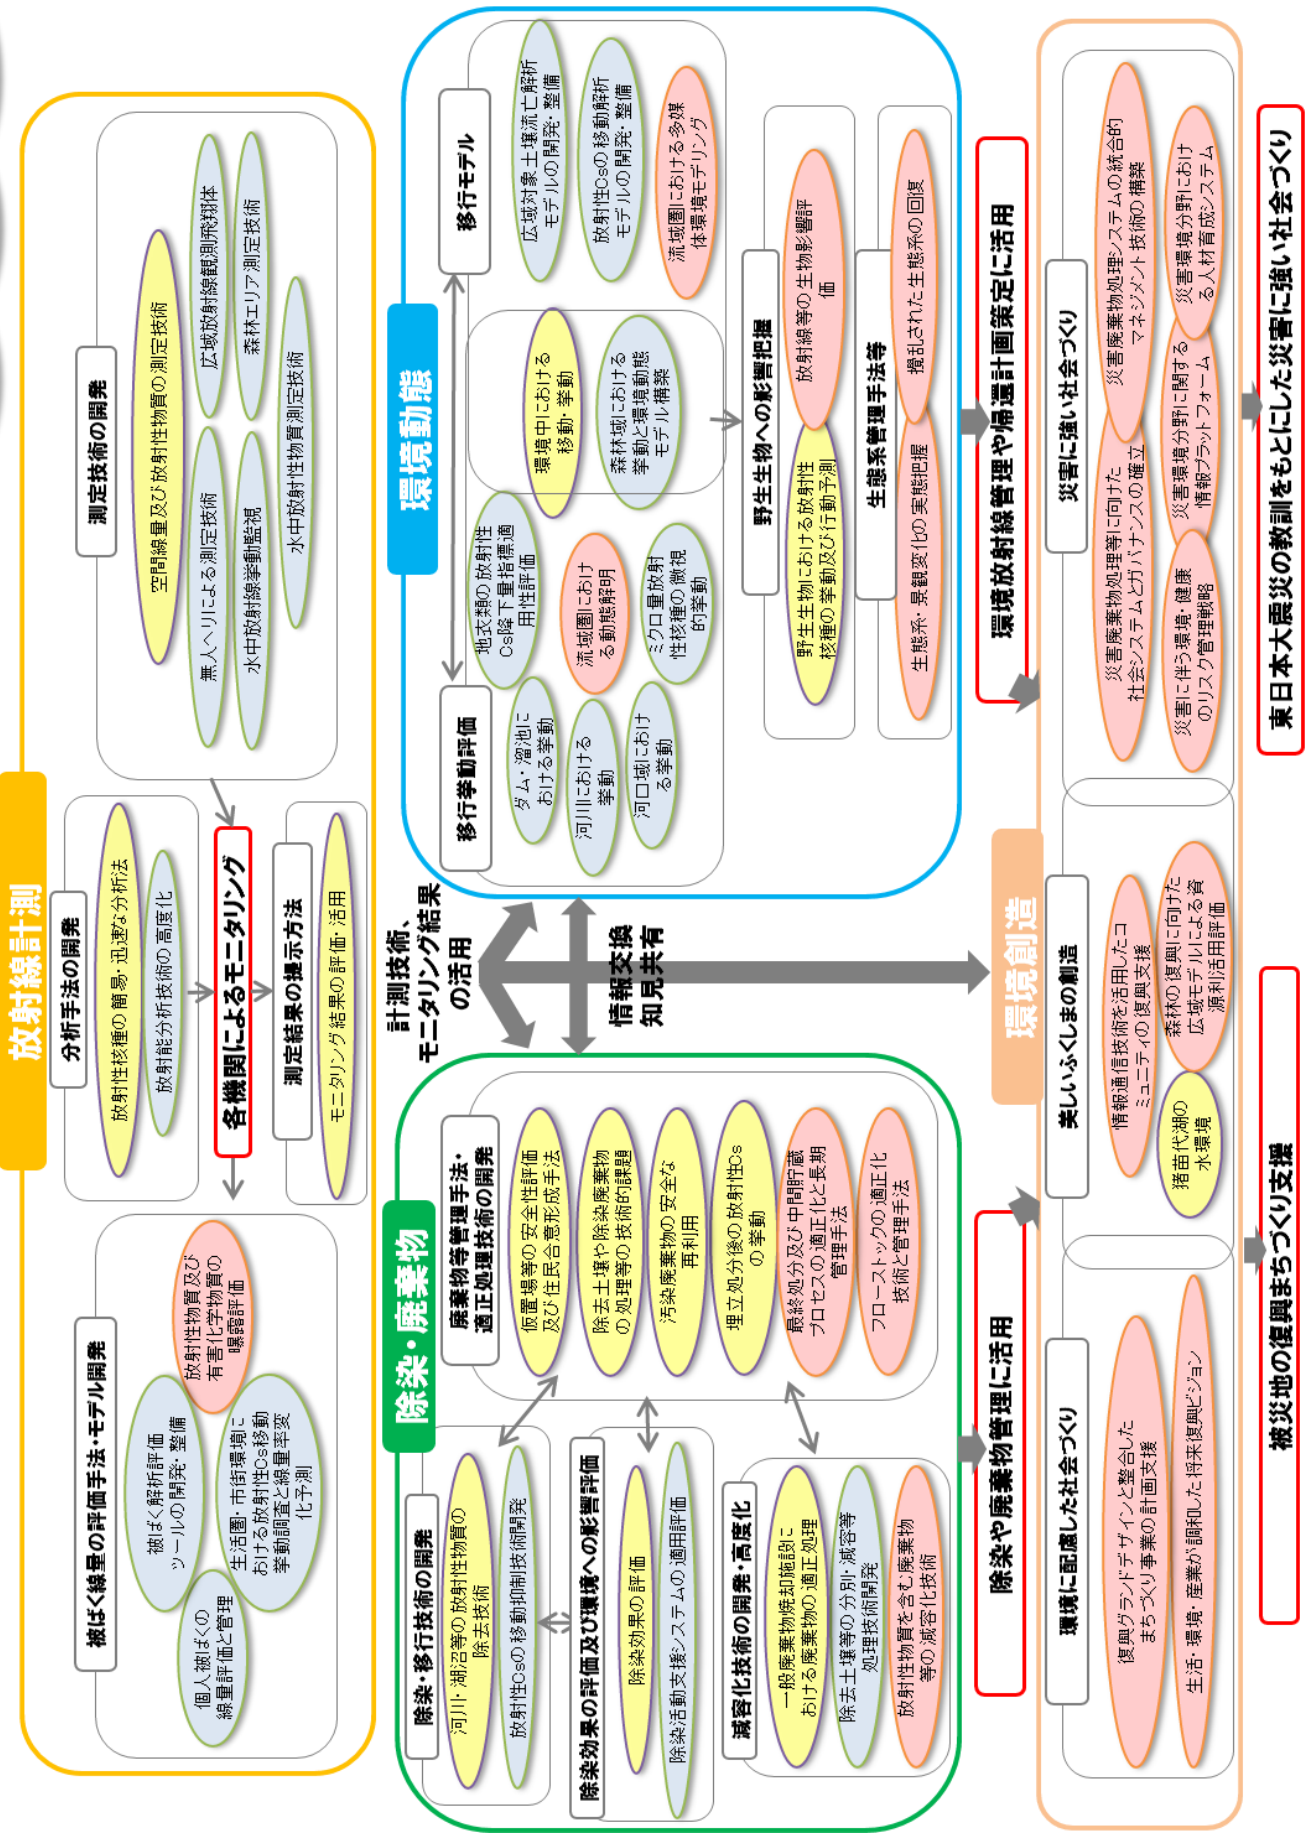 放射線計測
被ばく線量の評価手法・モデル開発
個人被ばくの
線量評価と管理
被ばく解析評価
ツールの開発・整備
生活圏・市街環境に
おける放射性Cs移動
挙動調査と線量率変
化予測
放射性物質及び
有害化学物質の
曝露評価
分析手法の開発
放射性核種の簡易・迅速な分析法
放射能分析技術の高度化
各機関によるモニタリング
測定結果の提示方法
モニタリング結果の評価・活用
測定技術の開発
空間線量及び放射性物質の測定技術
無人ヘリによる測定技術
広域放射線観測飛翔体
水中放射線挙動監視
森林エリア測定技術
水中放射性物質測定技術
計測技術、
モニタリング結果
の活用
情報交換
知見共有
除染・廃棄物
除染・移行技術の開発
河川・湖沼等の放射性物質の
除去技術
放射性Csの移動抑制技術開発
除染効果の評価及び環境への影響評価
除染効果の評価
除染活動支援システムの適用評価
減容化技術の開発・高度化
一般廃棄物焼却施設に
おける廃棄物の適正処理
除去土壌等の分別・減容等
処理技術開発
放射性物質を含む廃棄物
等の減容化技術
廃棄物等管理手法・
適正処理技術の開発
仮置場等の安全性評価
及び住民合意形成手法
除去土壌や除染廃棄物
の処理等の技術的課題
汚染廃棄物の安全な
再利用
埋立処分後の放射性Cs
の挙動
最終処分及び中間貯蔵
プロセスの適正化と長期
管理手法
フローストックの適正化
技術と管理手法
除染や廃棄物管理に活用
環境動態
移行挙動評価
ダム・溜池に
おける挙動
河川における
挙動
河口域におけ
る挙動
地衣類の放射性
Cs降下量指標適
用性評価
流域圏におけ
る動態解明
ミクロ量放射
性核種の微視
的挙動
環境中における
移動・挙動
森林域における
挙動と環境動態
モデル構築
移行モデル
広域対象土壌流亡解析
モデルの開発・整備
放射性Csの移動解析
モデルの開発・整備
流域圏における多媒
体環境モデリング
野生生物への影響把握
野生生物における放射性
核種の挙動及び行動予測
放射線等の生物影響評
価
生態系管理手法等
生態系・景観変化の実態把握
撹乱された生態系の回復
環境放射線管理や帰還計画策定に活用
環境創造
環境に配慮した社会づくり
復興グランドデザインと整合した
まちづくり事業の計画支援
生活・環境・産業が調和した将来復興ビジョン
美しいふくしまの創造
情報通信技術を活用したコ
ミュニティの復興支援
猪苗代湖の
水環境
森林の復興に向けた
広域モデルによる資
源利活用評価
災害に強い社会づくり
災害廃棄物処理等に向けた
社会システムとガバナンスの確立
災害廃棄物処理システムの統合的
マネジメント技術の構築
災害に伴う環境・健康
のリスク管理戦略
災害環境分野に関する
情報プラットフォーム
災害環境分野におけ
る人材育成システム
被災地の復興まちづくり支援
東日本大震災の教訓をもとにした災害に強い社会づくり